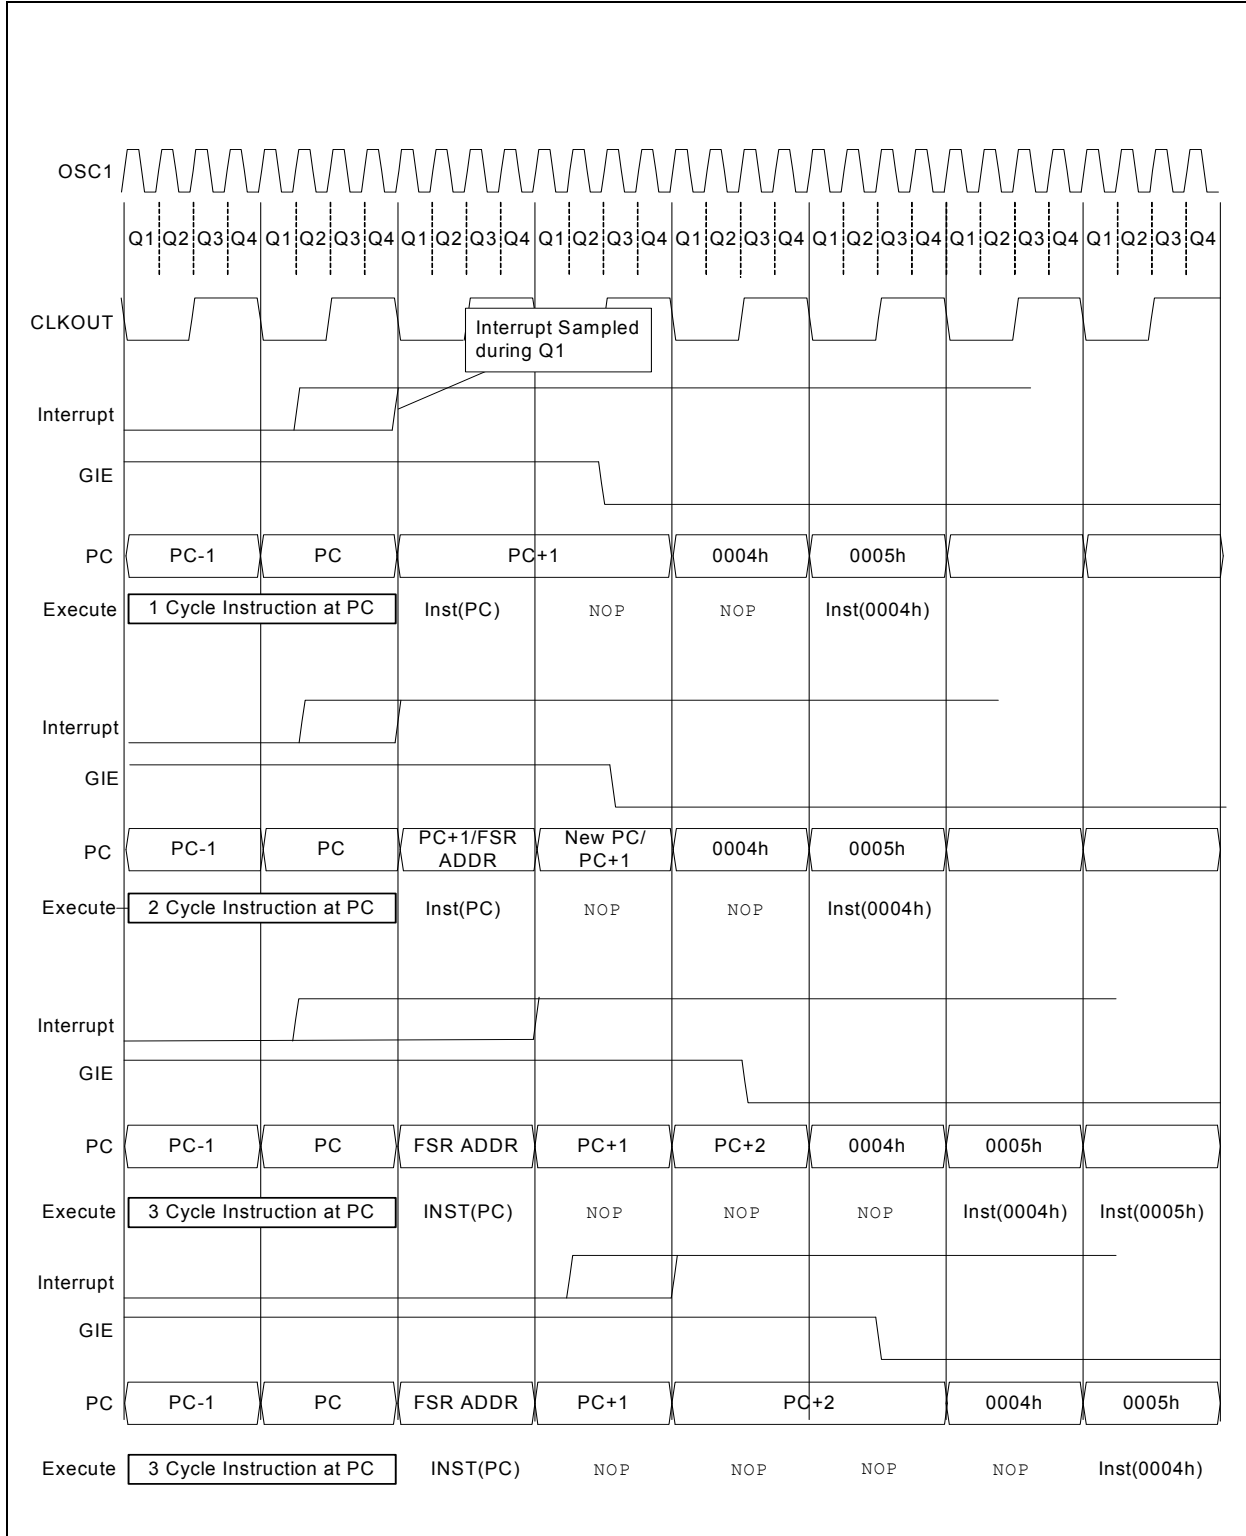 OSC1
Q1 Q2 Q3 Q4 Q1 Q2 Q3 Q4 Q1 Q2 Q3 Q4 Q1 Q2 Q3 Q4 Q1 Q2 Q3 Q4 Q1 Q2 Q3 Q4 Q1 Q2 Q3 Q4 Q1 Q2 Q3 Q4
CLKOUT
Interrupt Sampled
during Q1
Interrupt
GIE
PC PC-1 PC PC+1 0004h 0005h
Execute 1 Cycle Instruction at PC Inst(PC) NOP NOP Inst(0004h)
Interrupt
GIE
PC PC-1 PC PC+1/FSR ADDR New PC/ PC+1 0004h 0005h
Execute 2 Cycle Instruction at PC Inst(PC) NOP NOP Inst(0004h)
Interrupt
GIE
PC PC-1 PC FSR ADDR PC+1 PC+2 0004h 0005h
Execute 3 Cycle Instruction at PC INST(PC) NOP NOP NOP Inst(0004h) Inst(0005h)
Interrupt
GIE
PC PC-1 PC FSR ADDR PC+1 PC+2 0004h 0005h
Execute 3 Cycle Instruction at PC INST(PC) NOP NOP NOP NOP Inst(0004h)